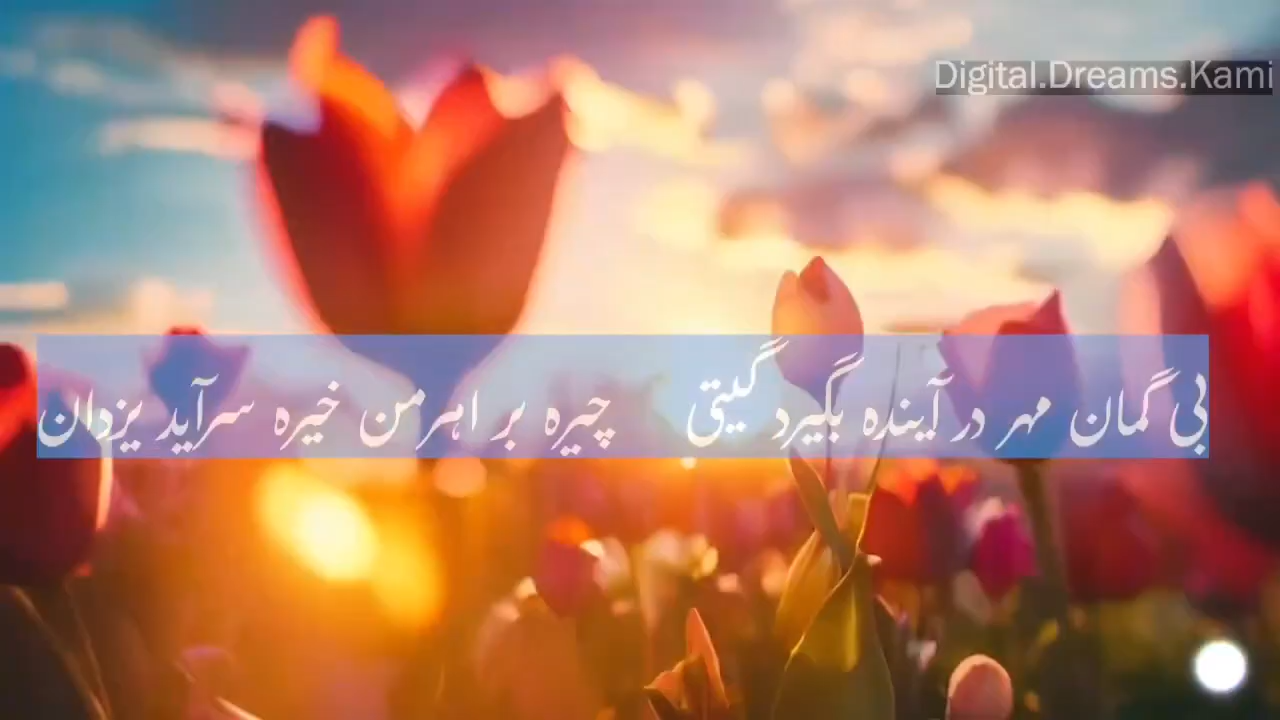 Digital.Dreams.Kami
بی گمان مهر در آینده بگیرد گیتی چیره بر اهرمن خیره سرآید یزدان